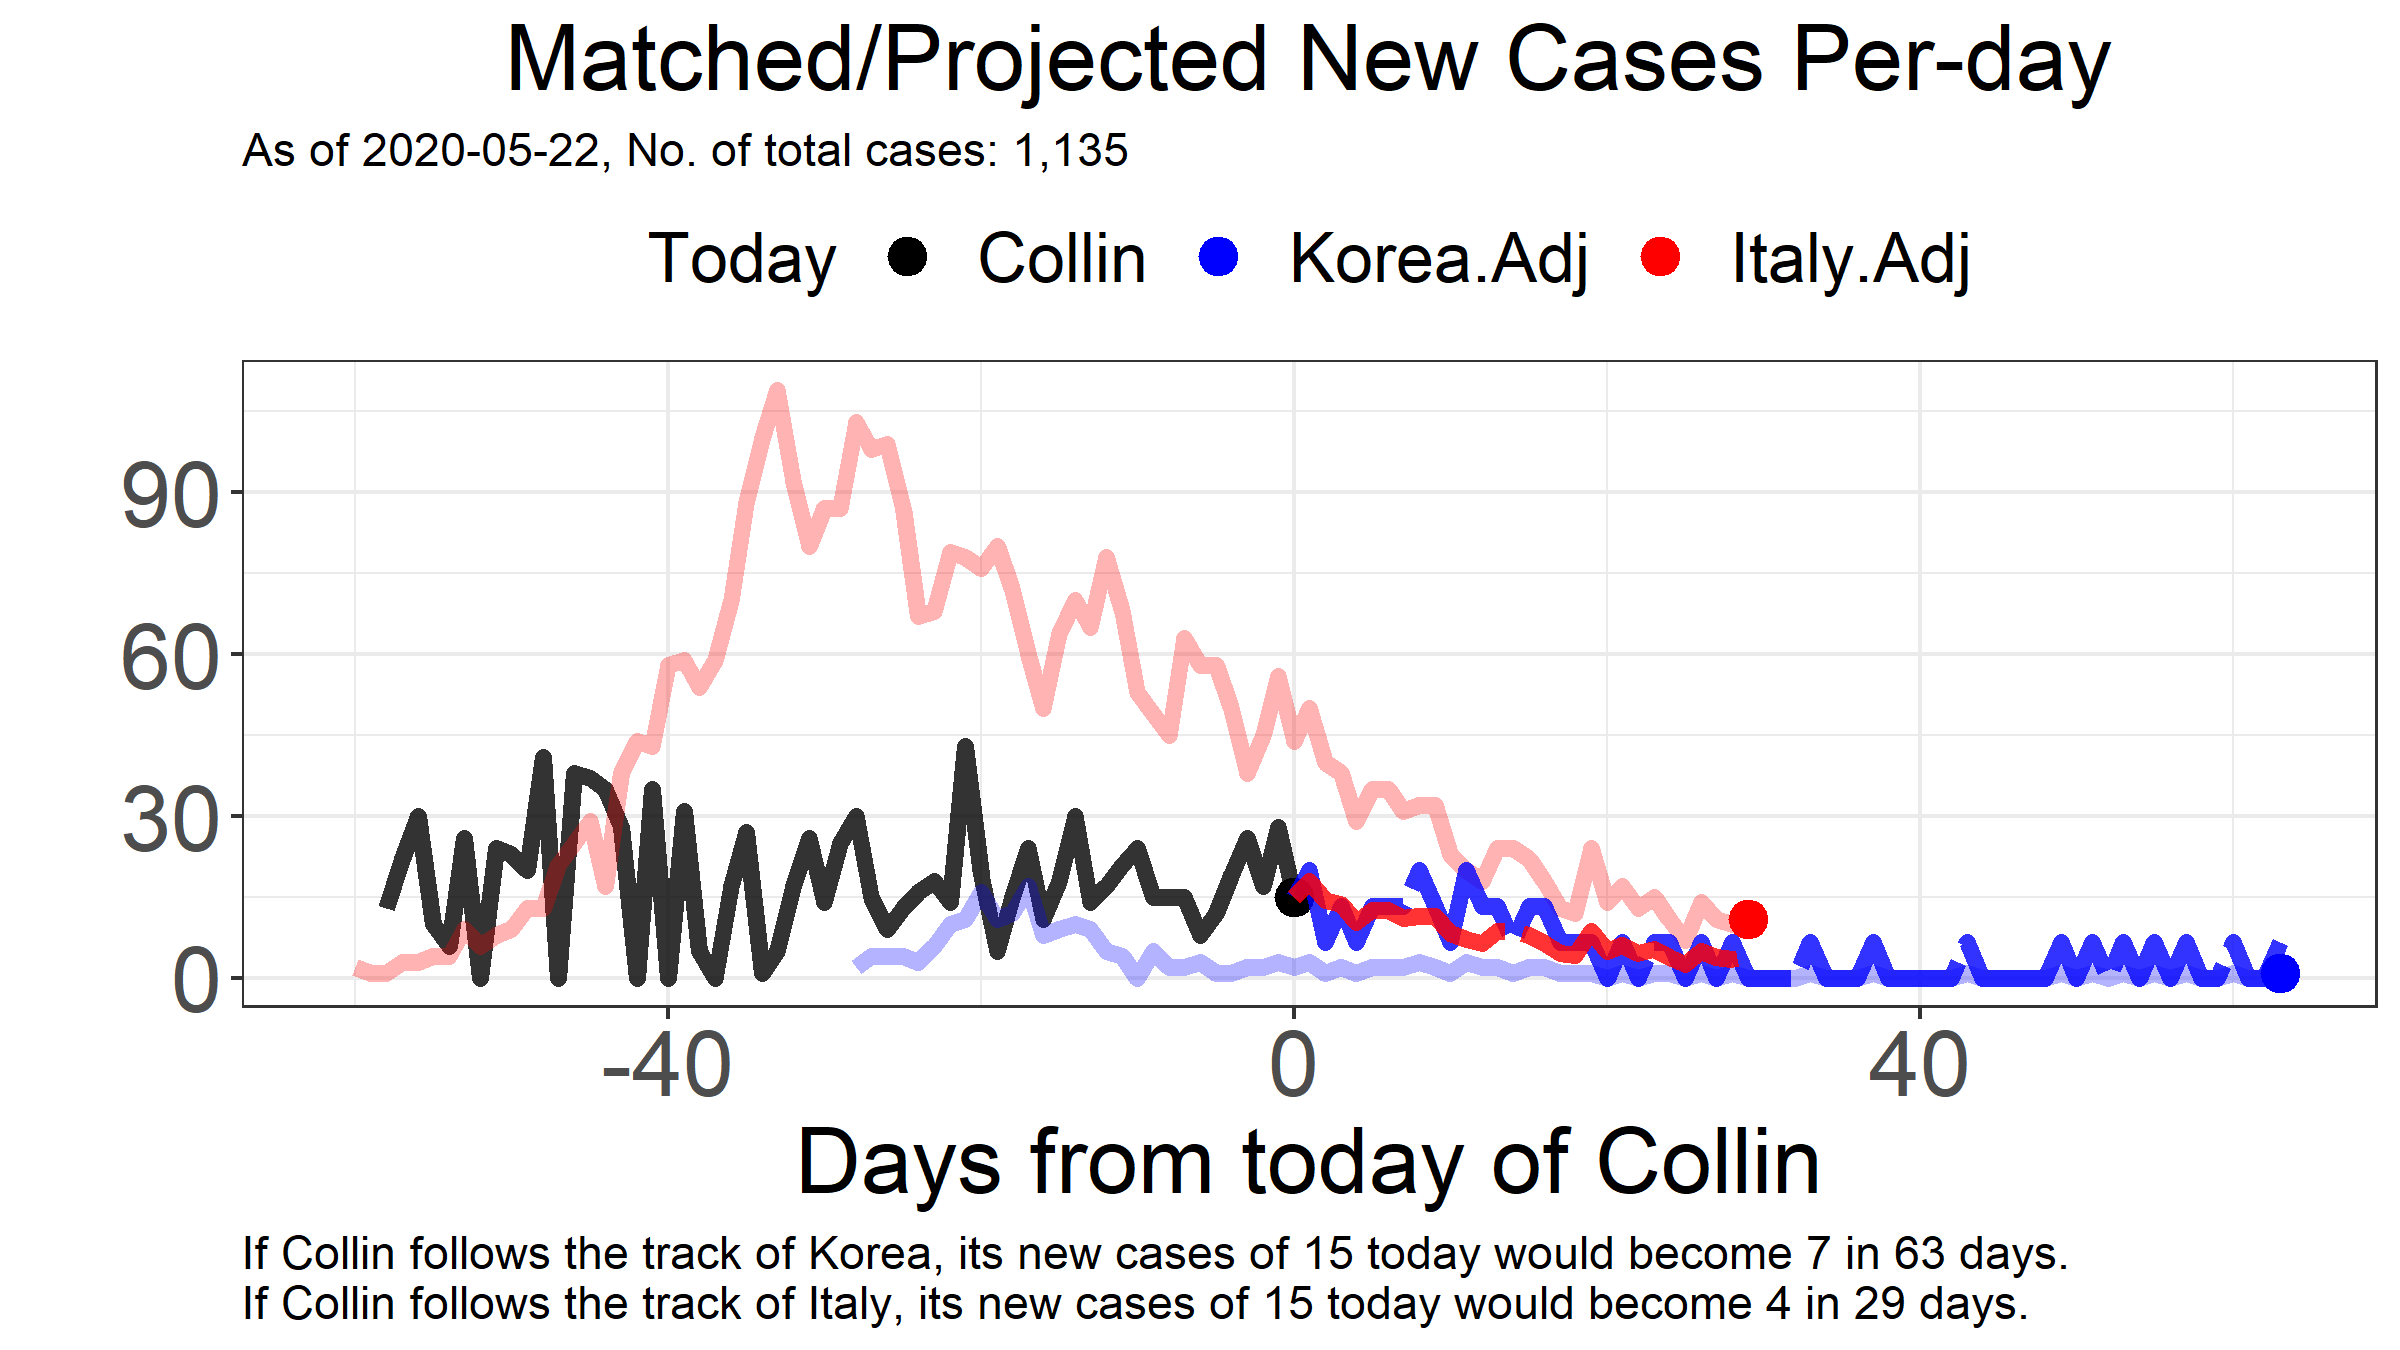 Matched/Projected New Cases Per-day
As of 2020-05-22, No. of total cases: 1,135
Today Collin Korea.Adj Italy.Adj
90
60
30
0
-40 0 40
Days from today of Collin
If Collin follows the track of Korea, its new cases of 15 today would become 7 in 63 days.
If Collin follows the track of Italy, its new cases of 15 today would become 4 in 29 days.